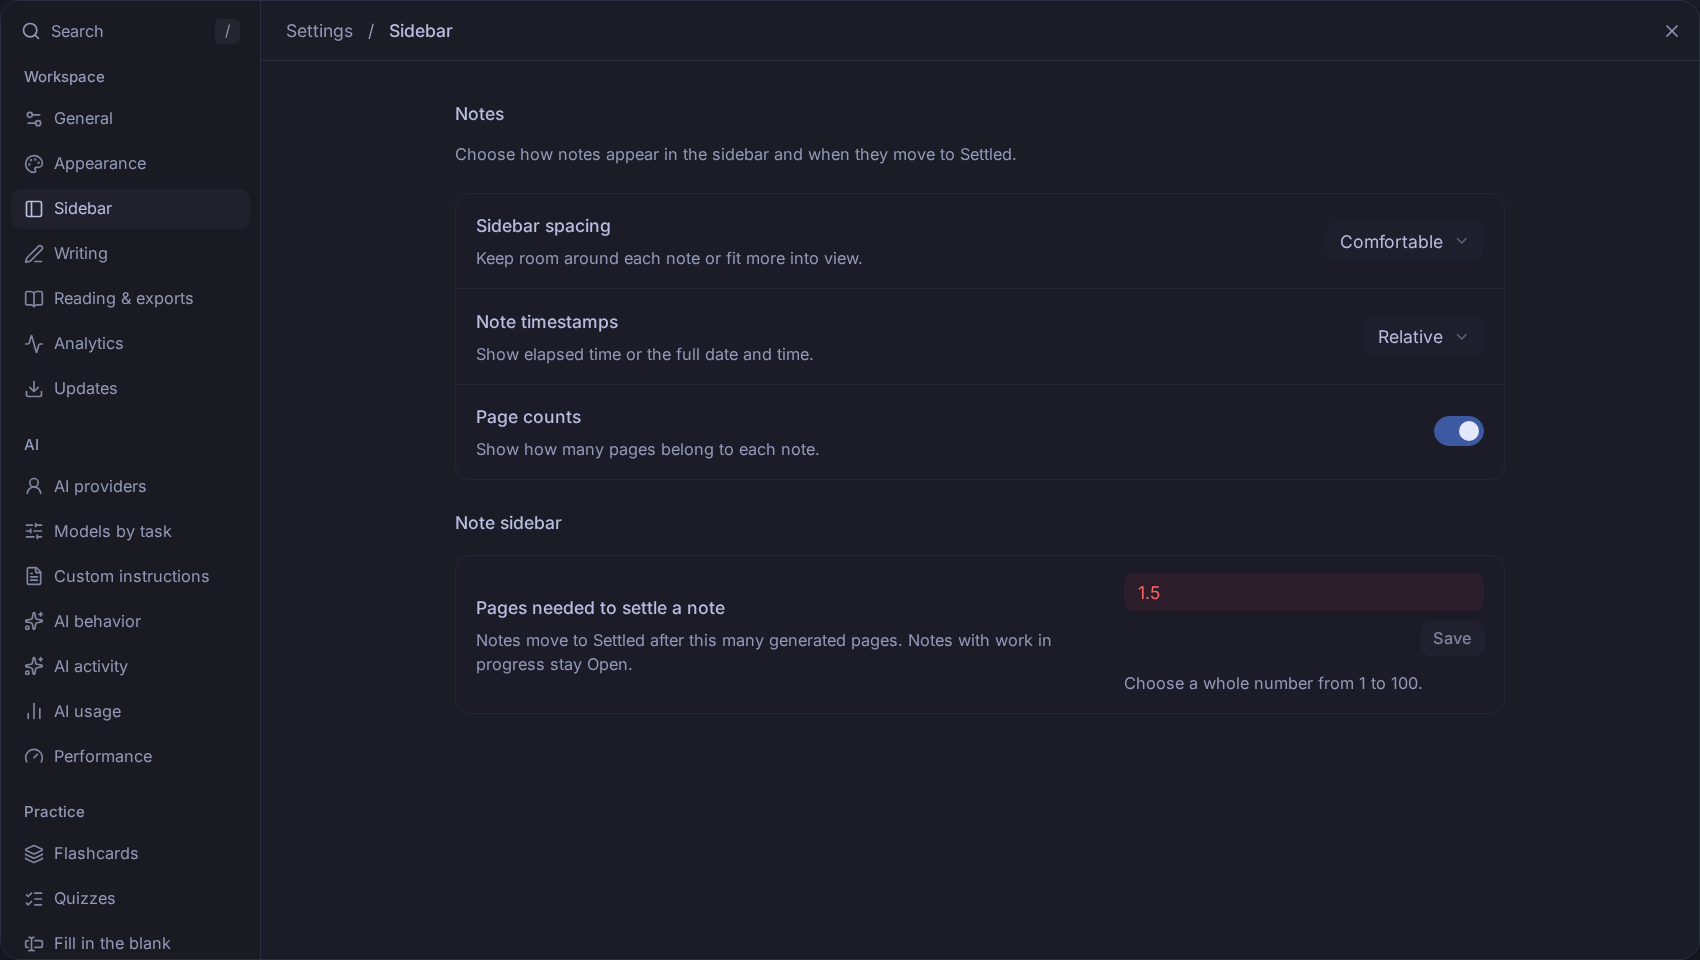 Search
/
Workspace
General
Appearance
Sidebar
Writing
Reading & exports
Analytics
Updates
AI
AI providers
Models by task
Custom instructions
AI behavior
AI activity
AI usage
Performance
Practice
Flashcards
Quizzes
Fill in the blank
Settings / Sidebar
Notes
Choose how notes appear in the sidebar and when they move to Settled.
Sidebar spacing
Keep room around each note or fit more into view.
Comfortable
Note timestamps
Show elapsed time or the full date and time.
Relative
Page counts
Show how many pages belong to each note.
Note sidebar
Pages needed to settle a note
Notes move to Settled after this many generated pages. Notes with work in
progress stay Open.
1.5
Save
Choose a whole number from 1 to 100.